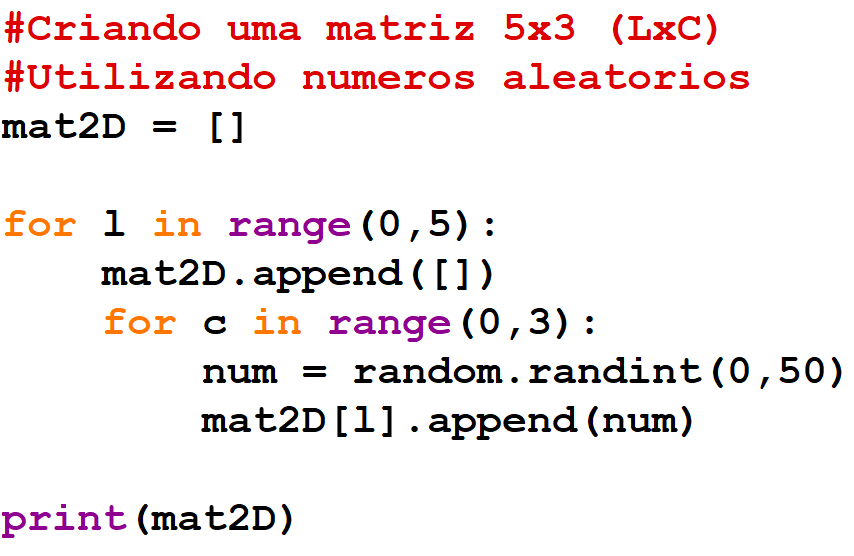 #Criando uma matriz 5x3 (LxC)
#Utilizando numeros aleatorios
mat2D = []

for l in range(0,5):
    mat2D.append([])
    for c in range(0,3):
        num = random.randint(0,50)
        mat2D[l].append(num)

print(mat2D)